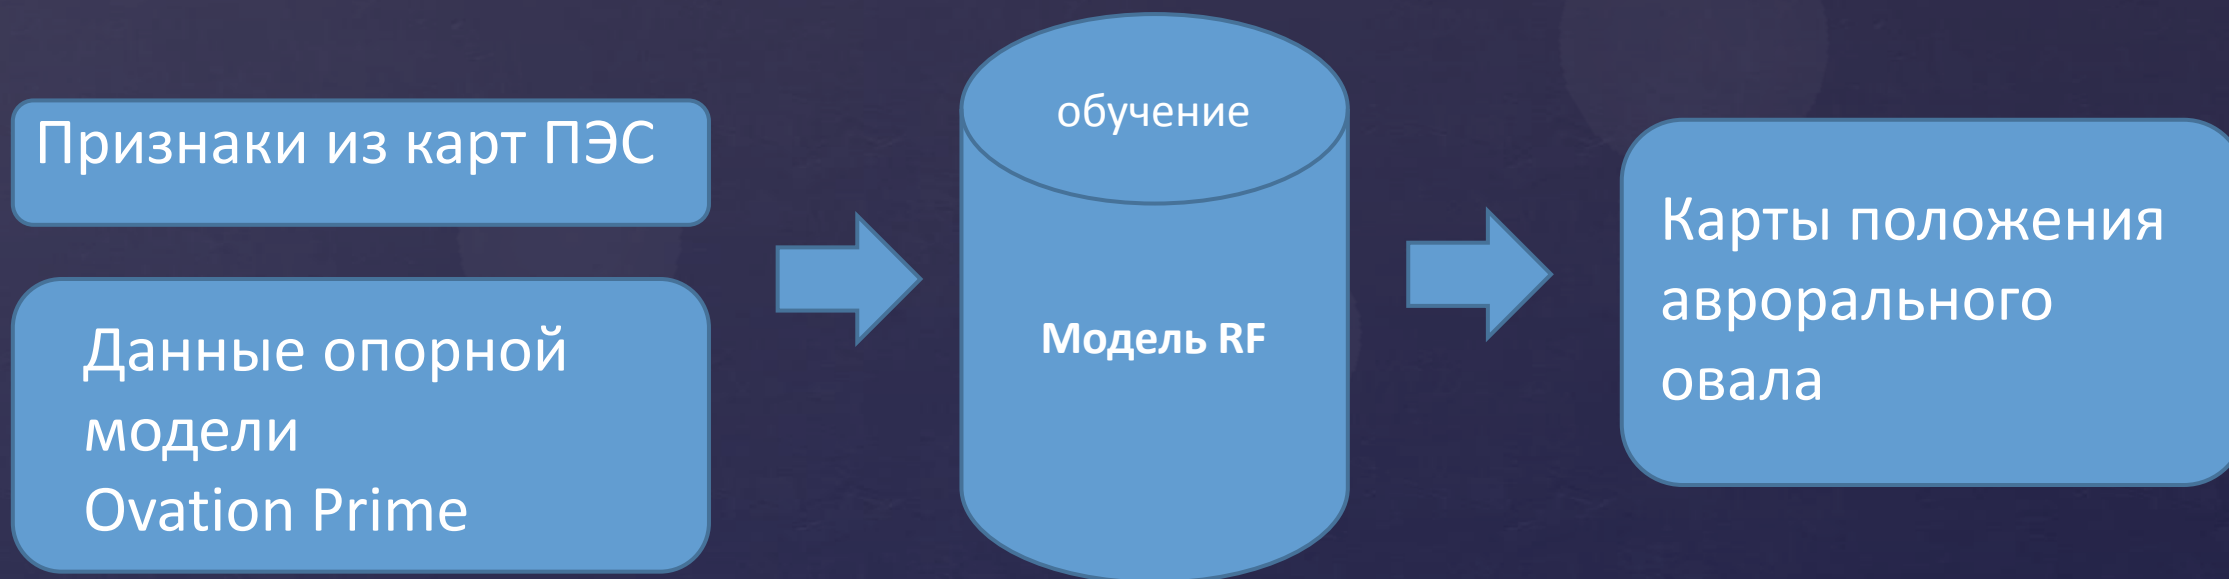 Признаки из карт ПЭС
Данные опорной
модели
Ovation Prime
обучение
Модель RF
Карты положения
аврорального
овала